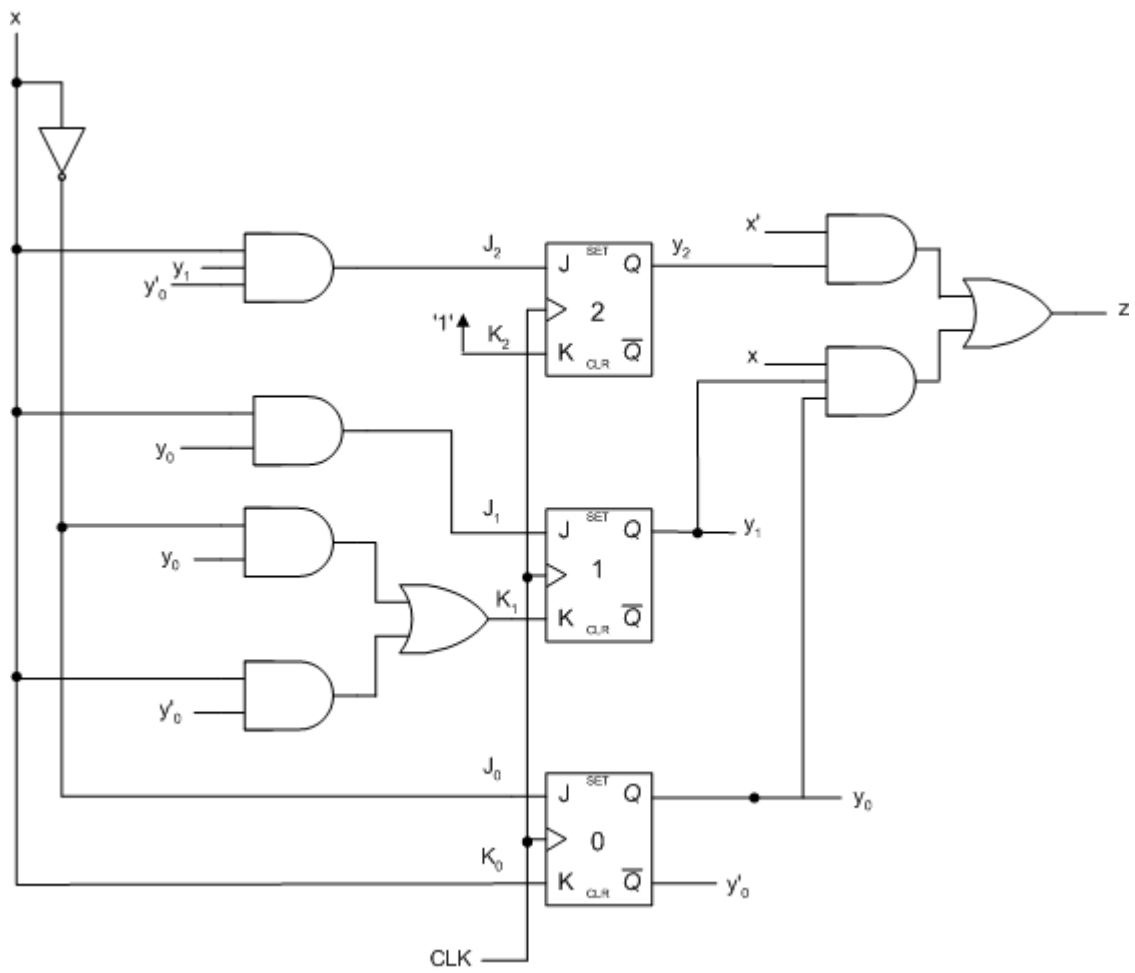 x
J₂
J
SET
Q
y₂
x'
y₁
y'₀
2
z
'1'
K₂
K
CLR
Q̅
x
y₀
J₁
J
SET
Q
y₁
y₀
1
K₁
K
CLR
Q̅
y'₀
J₀
J
SET
Q
y₀
0
K₀
K
CLR
Q̅
y'₀
CLK